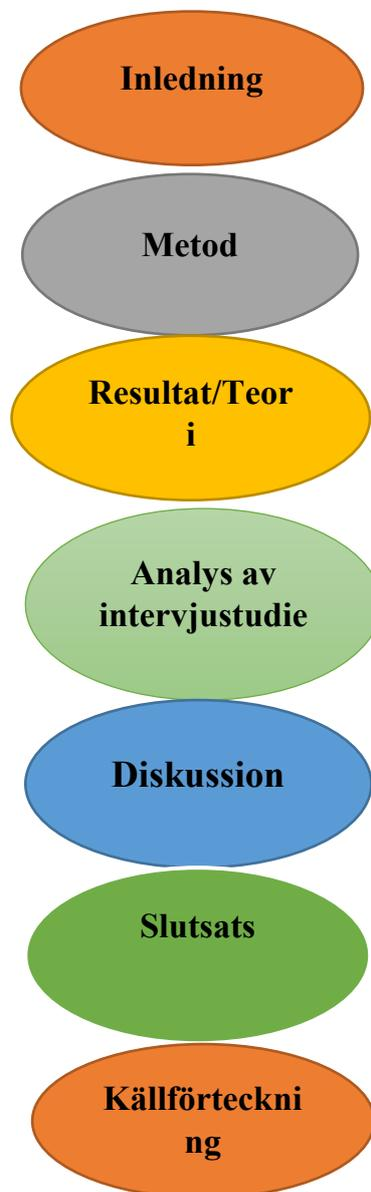 Inledning
Metod
Resultat/Teor
i
Analys av
intervjustudie
Diskussion
Slutsats
Källförteckni
ng